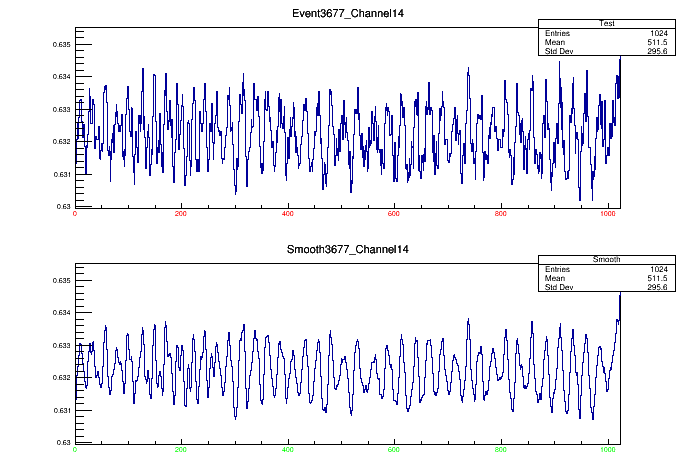 Event3677_Channel14
Test
Entries 1024
Mean 511.5
Std Dev 295.6
0.635
0.634
0.633
0.632
0.631
0.63
0 200 400 600 800 1000
Smooth3677_Channel14
Smooth
Entries 1024
Mean 511.5
Std Dev 295.6
0.635
0.634
0.633
0.632
0.631
0.63
0 200 400 600 800 1000